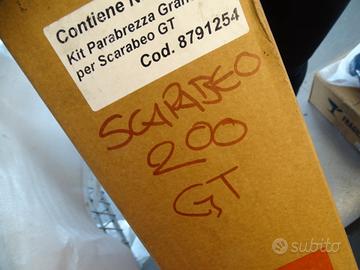 Contiene N
Kit Parabrezza Gran
per Scarabeo GT
Cod. 8791254
SCARABEO
200
GT
subito